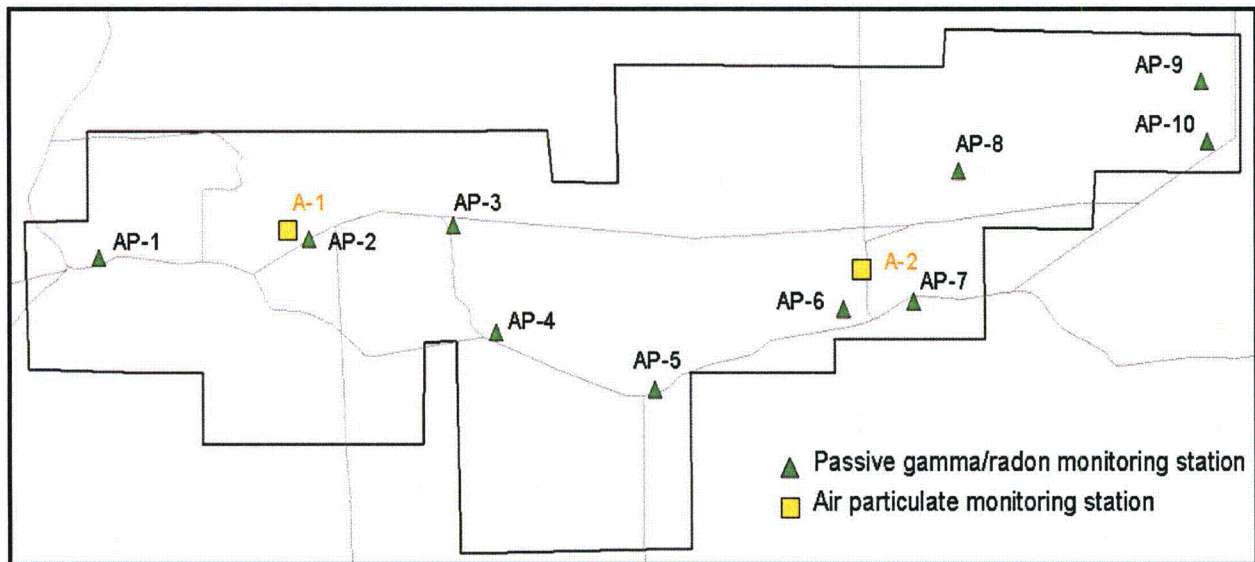 AP-9
AP-10
AP-8
A-1
AP-3
AP-1
AP-2
A-2
AP-7
AP-6
AP-4
AP-5
Passive gamma/radon monitoring station
Air particulate monitoring station